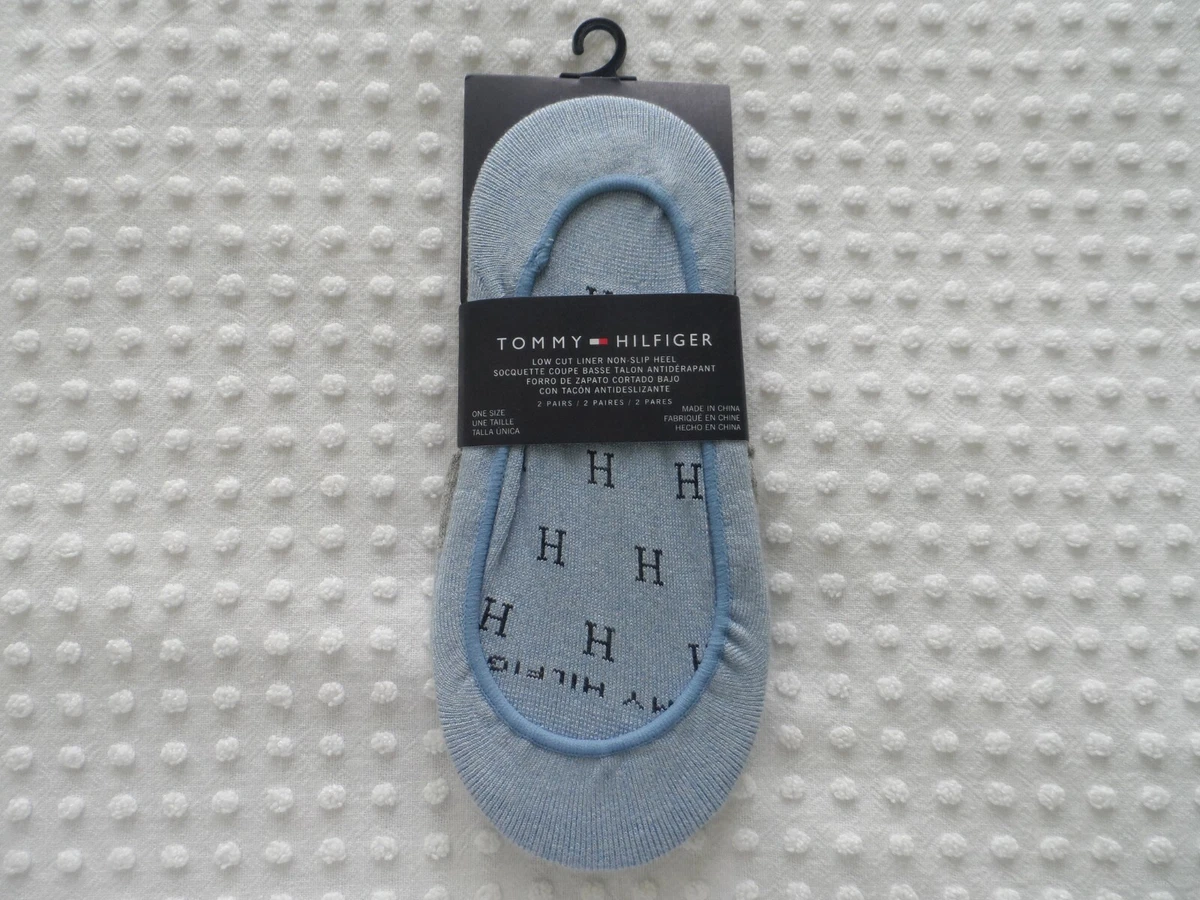 TOMMY HILFIGER
LOW CUT LINER NON-SLIP HEEL
SOCQUETTE COUPE BASSE TALON ANTIDÉRAPANT
FORRO DE ZAPATO CORTADO BAJO
CON TACÓN ANTIDESLIZANTE
2 PAIRS / 2 PAIRES / 2 PARES
ONE SIZE
UNE TAILLE
TALLA ÚNICA
MADE IN CHINA
FABRIQUÉ EN CHINE
HECHO EN CHINA
H H
H H
H H